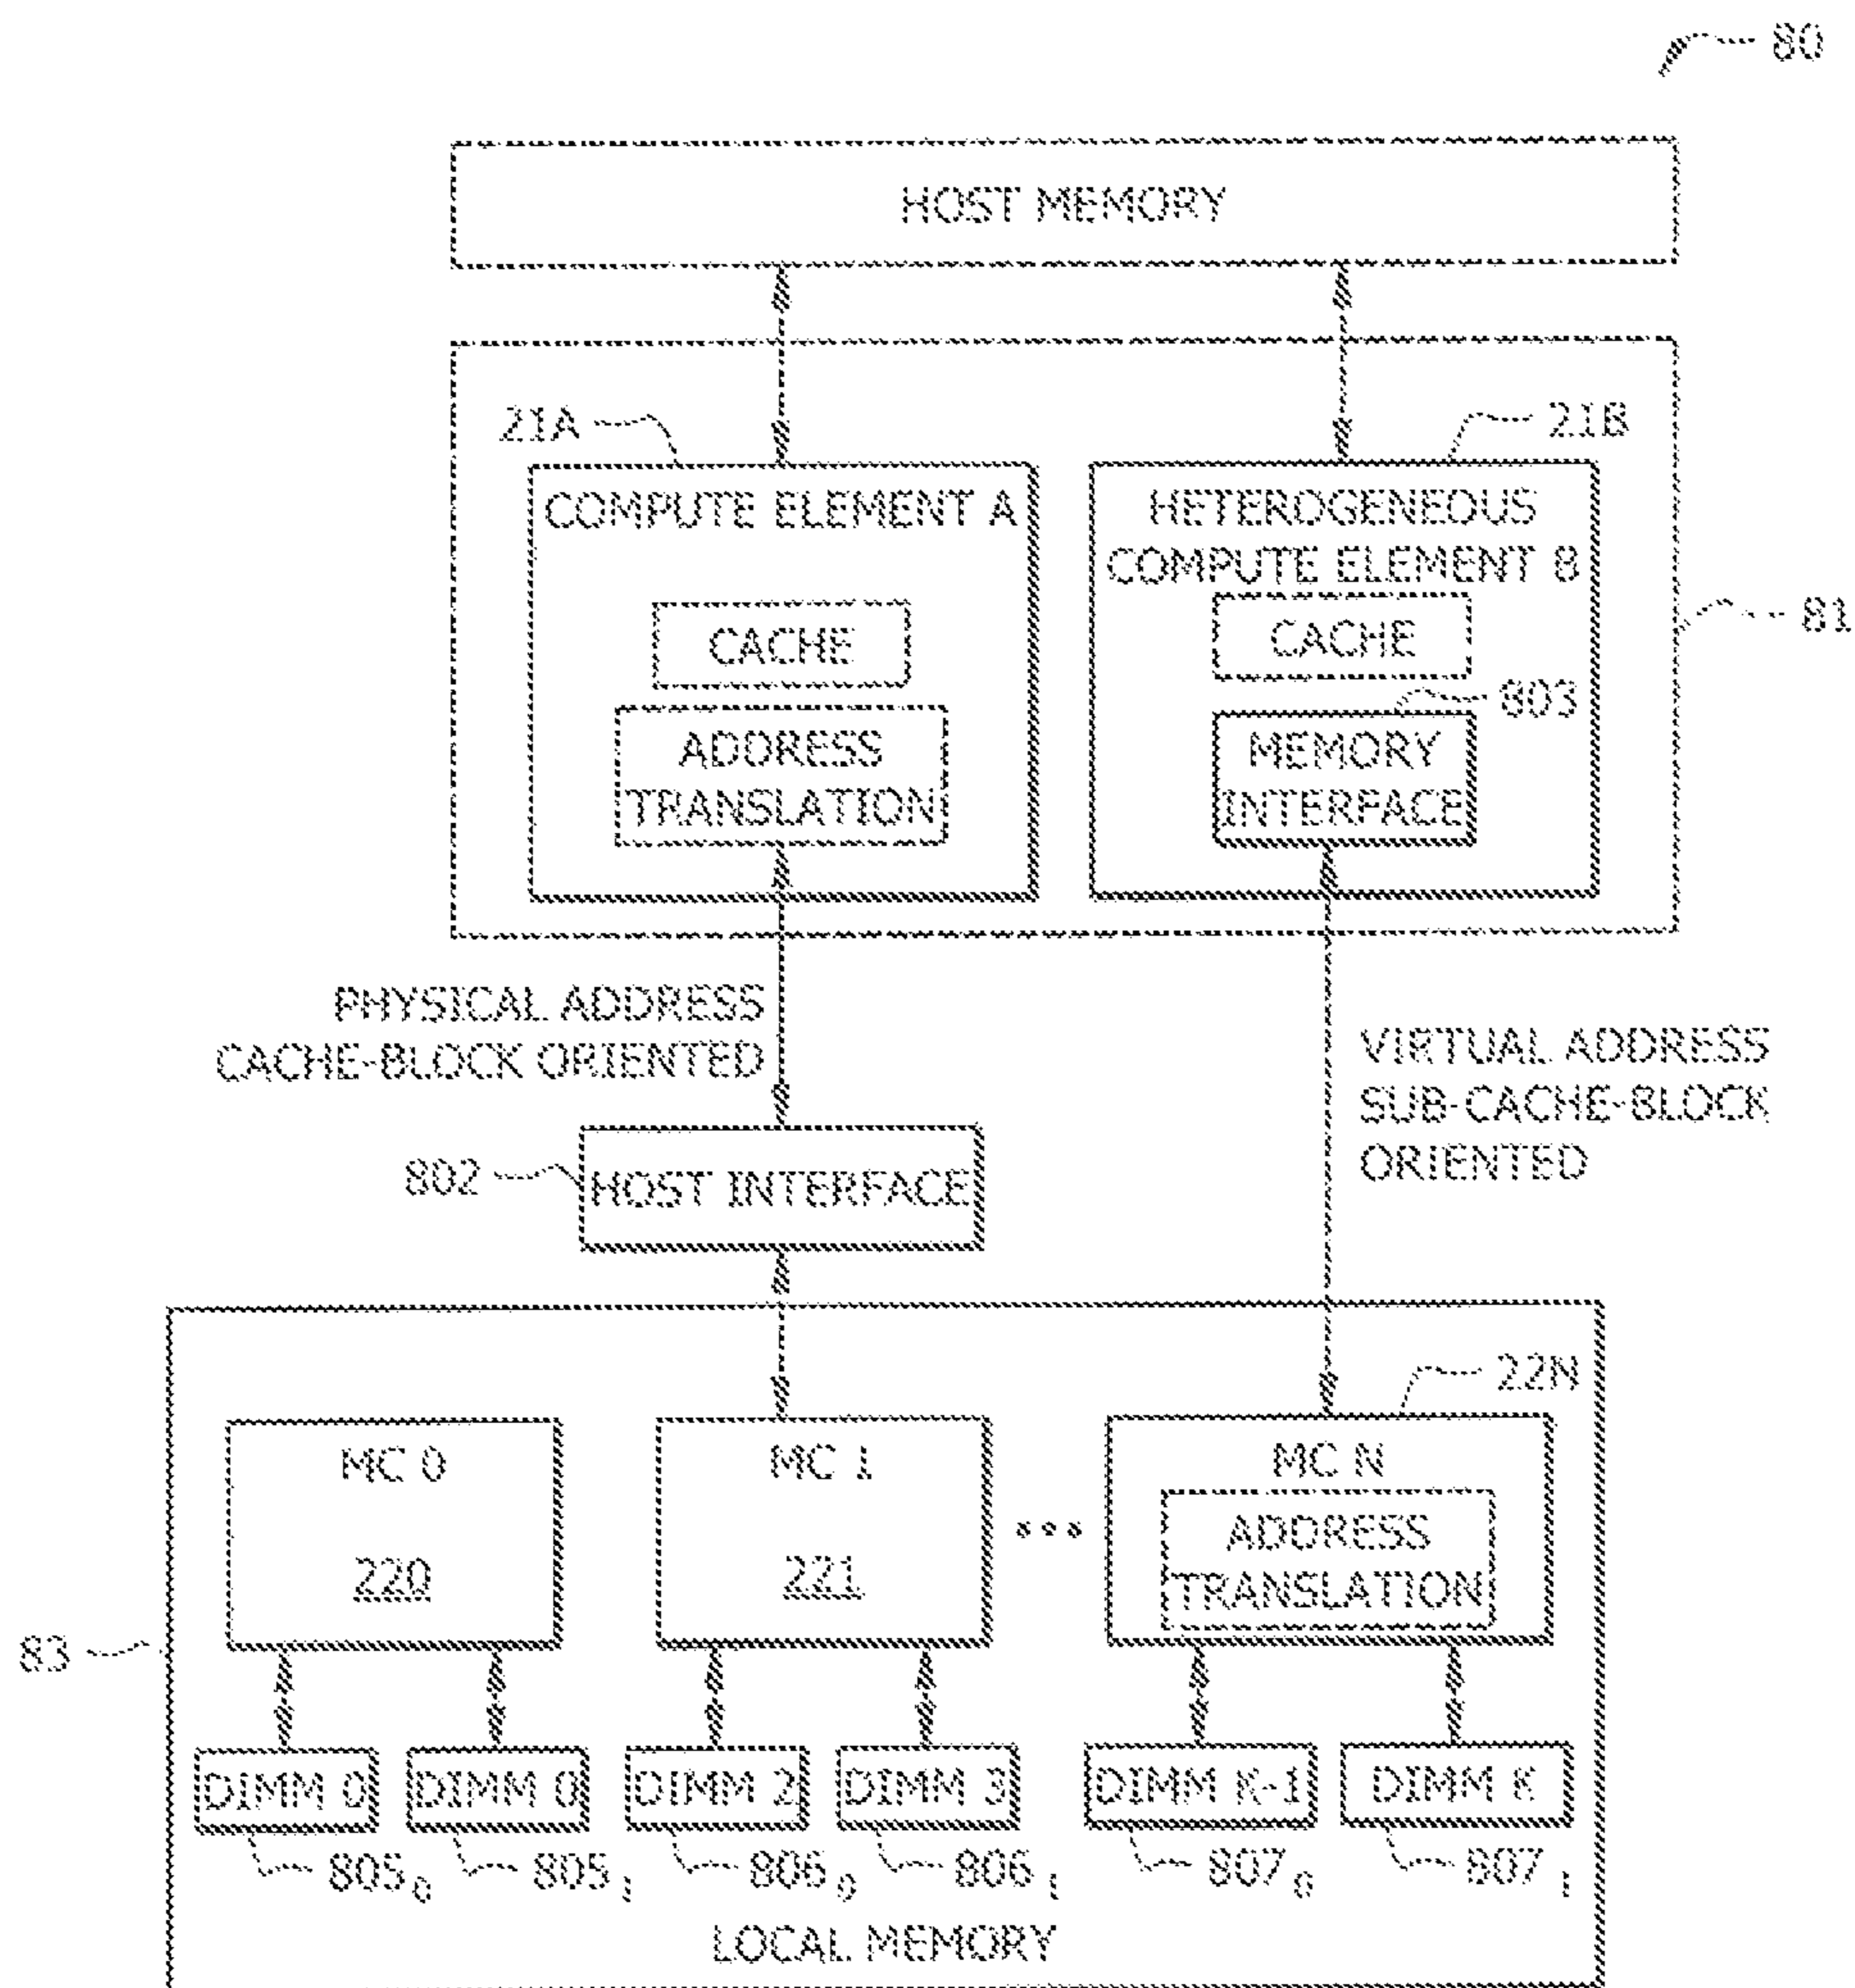 80
HOST MEMORY
21A
21B
COMPUTE ELEMENT A
HETEROGENEOUS
COMPUTE ELEMENT B
CACHE
CACHE
81
803
ADDRESS
TRANSLATION
MEMORY
INTERFACE
PHYSICAL ADDRESS
CACHE-BLOCK ORIENTED
VIRTUAL ADDRESS
SUB-CACHE-BLOCK
ORIENTED
802
HOST INTERFACE
22N
MC 0
220
MC 1
221
•••
MC N
ADDRESS
TRANSLATION
83
DIMM 0
DIMM 0
DIMM 2
DIMM 3
DIMM K-1
DIMM K
805₀
805₁
806₀
806₁
807₀
807₁
LOCAL MEMORY